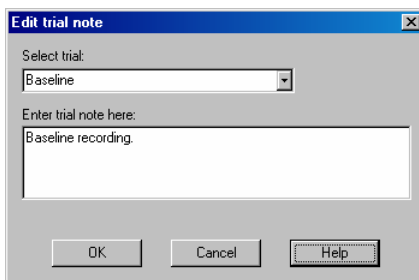 Edit trial note
Select trial:
Baseline
Enter trial note here:
Baseline recording.
OK Cancel Help